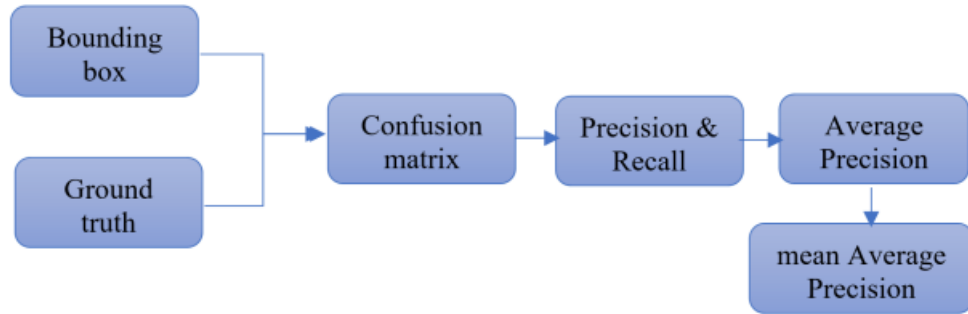 Bounding
box
Ground
truth
Confusion
matrix
Precision &
Recall
Average
Precision
mean Average
Precision